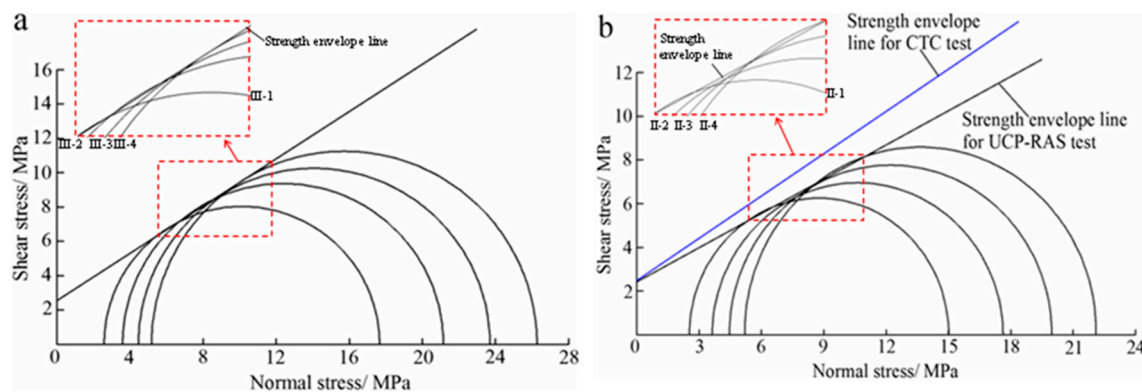 a
Strength envelope line
III-1
III-2 III-3 III-4
Shear stress/ MPa
16
14
12
10
8
6
4
2
0 4 8 12 16 20 24 28
Normal stress/ MPa
b
Strength
envelope line
II-1
II-2 II-3 II-4
Strength envelope
line for CTC test
Strength envelope line
for UCP-RAS test
Shear stress/ MPa
12
10
8
6
4
2
0 3 6 9 12 15 18 21 24
Normal stress/ MPa